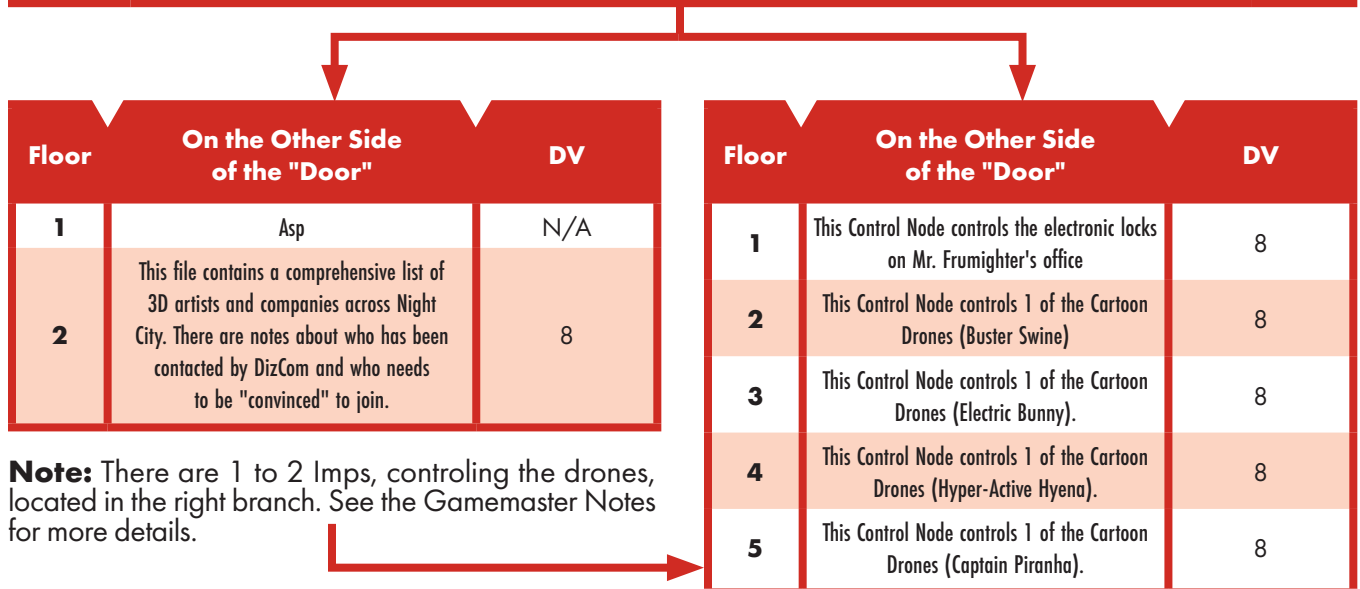 Floor
On the Other Side
of the "Door"
DV
1
Asp
N/A
2
This file contains a comprehensive list of
3D artists and companies across Night
City. There are notes about who has been
contacted by DizCom and who needs
to be "convinced" to join.
8
Note: There are 1 to 2 Imps, controling the drones,
located in the right branch. See the Gamemaster Notes
for more details.
Floor
On the Other Side
of the "Door"
DV
1
This Control Node controls the electronic locks
on Mr. Frumighter's office
8
2
This Control Node controls 1 of the Cartoon
Drones (Buster Swine)
8
3
This Control Node controls 1 of the Cartoon
Drones (Electric Bunny).
8
4
This Control Node controls 1 of the Cartoon
Drones (Hyper-Active Hyena).
8
5
This Control Node controls 1 of the Cartoon
Drones (Captain Piranha).
8